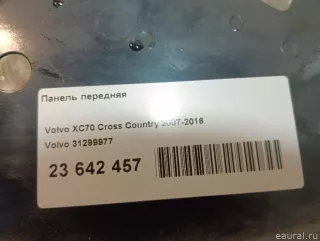 Панель передняя
Volvo XC70 Cross Country 2007-2016
Volvo 31299977
23 642 457
eaural.ru